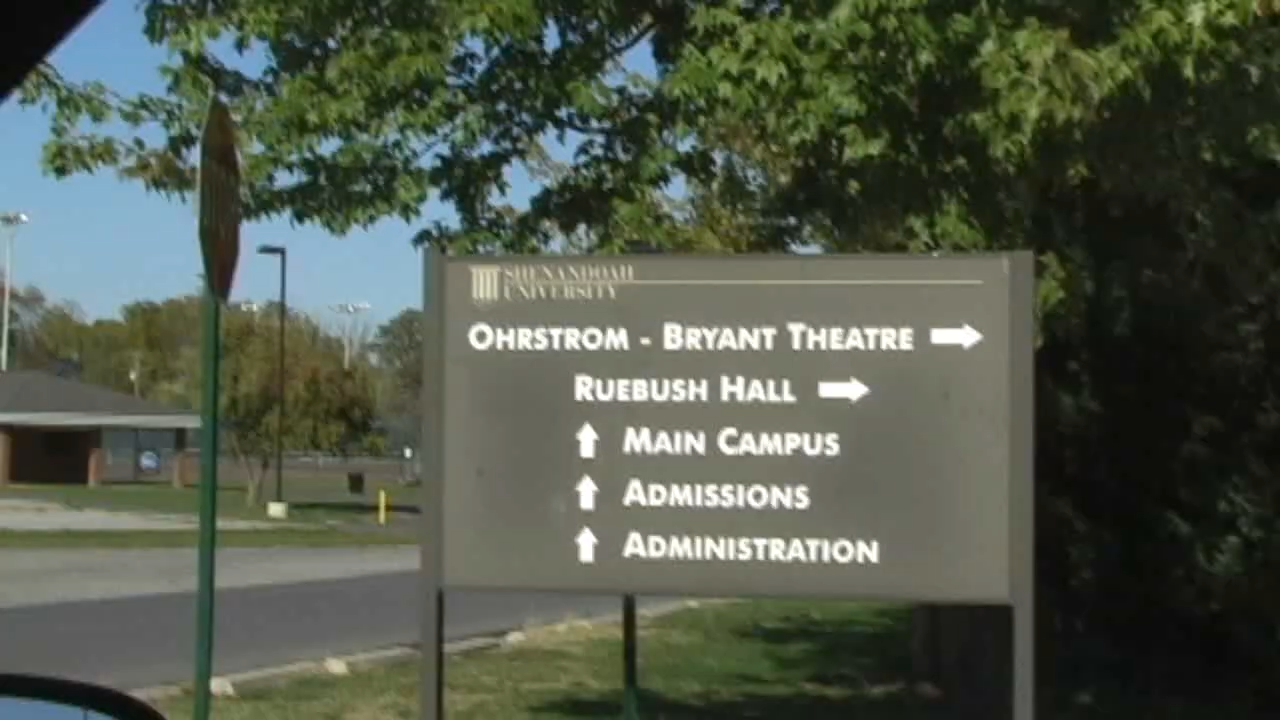 SHENANDOAH
UNIVERSITY
OHRSTROM - BRYANT THEATRE
RUEBUSH HALL
MAIN CAMPUS
ADMISSIONS
ADMINISTRATION